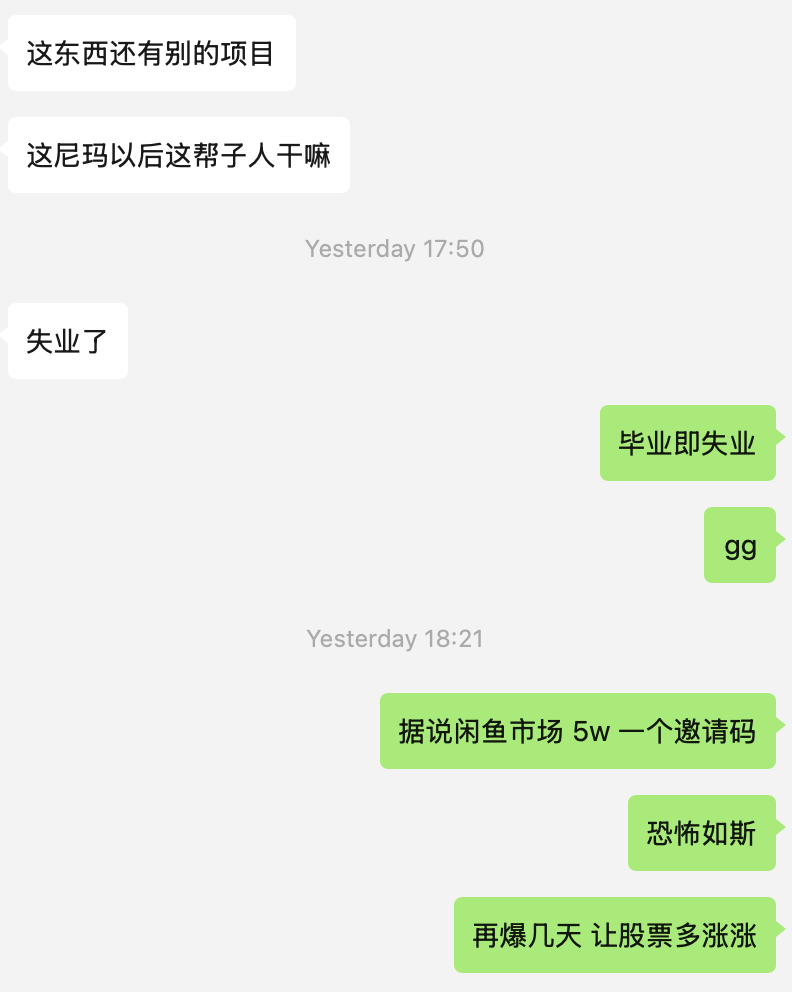 这东西还有别的项目
这尼玛以后这帮子人干嘛
Yesterday 17:50
失业了
毕业即失业
gg
Yesterday 18:21
据说闲鱼市场 5w 一个邀请码
恐怖如斯
再爆几天 让股票多涨涨